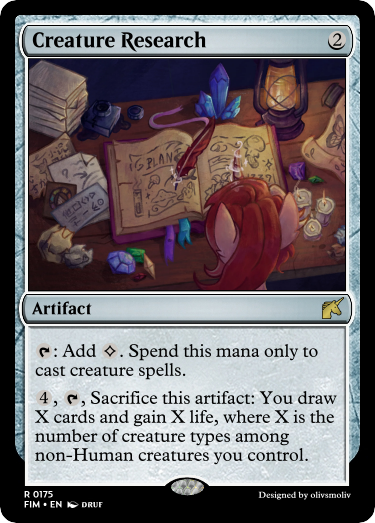 Creature Research 2
Artifact
T: Add C. Spend this mana only to
cast creature spells.
4, T, Sacrifice this artifact: You draw
X cards and gain X life, where X is the
number of creature types among
non-Human creatures you control.
R 0175
FIM • EN DRUF
Designed by olivsmoliv